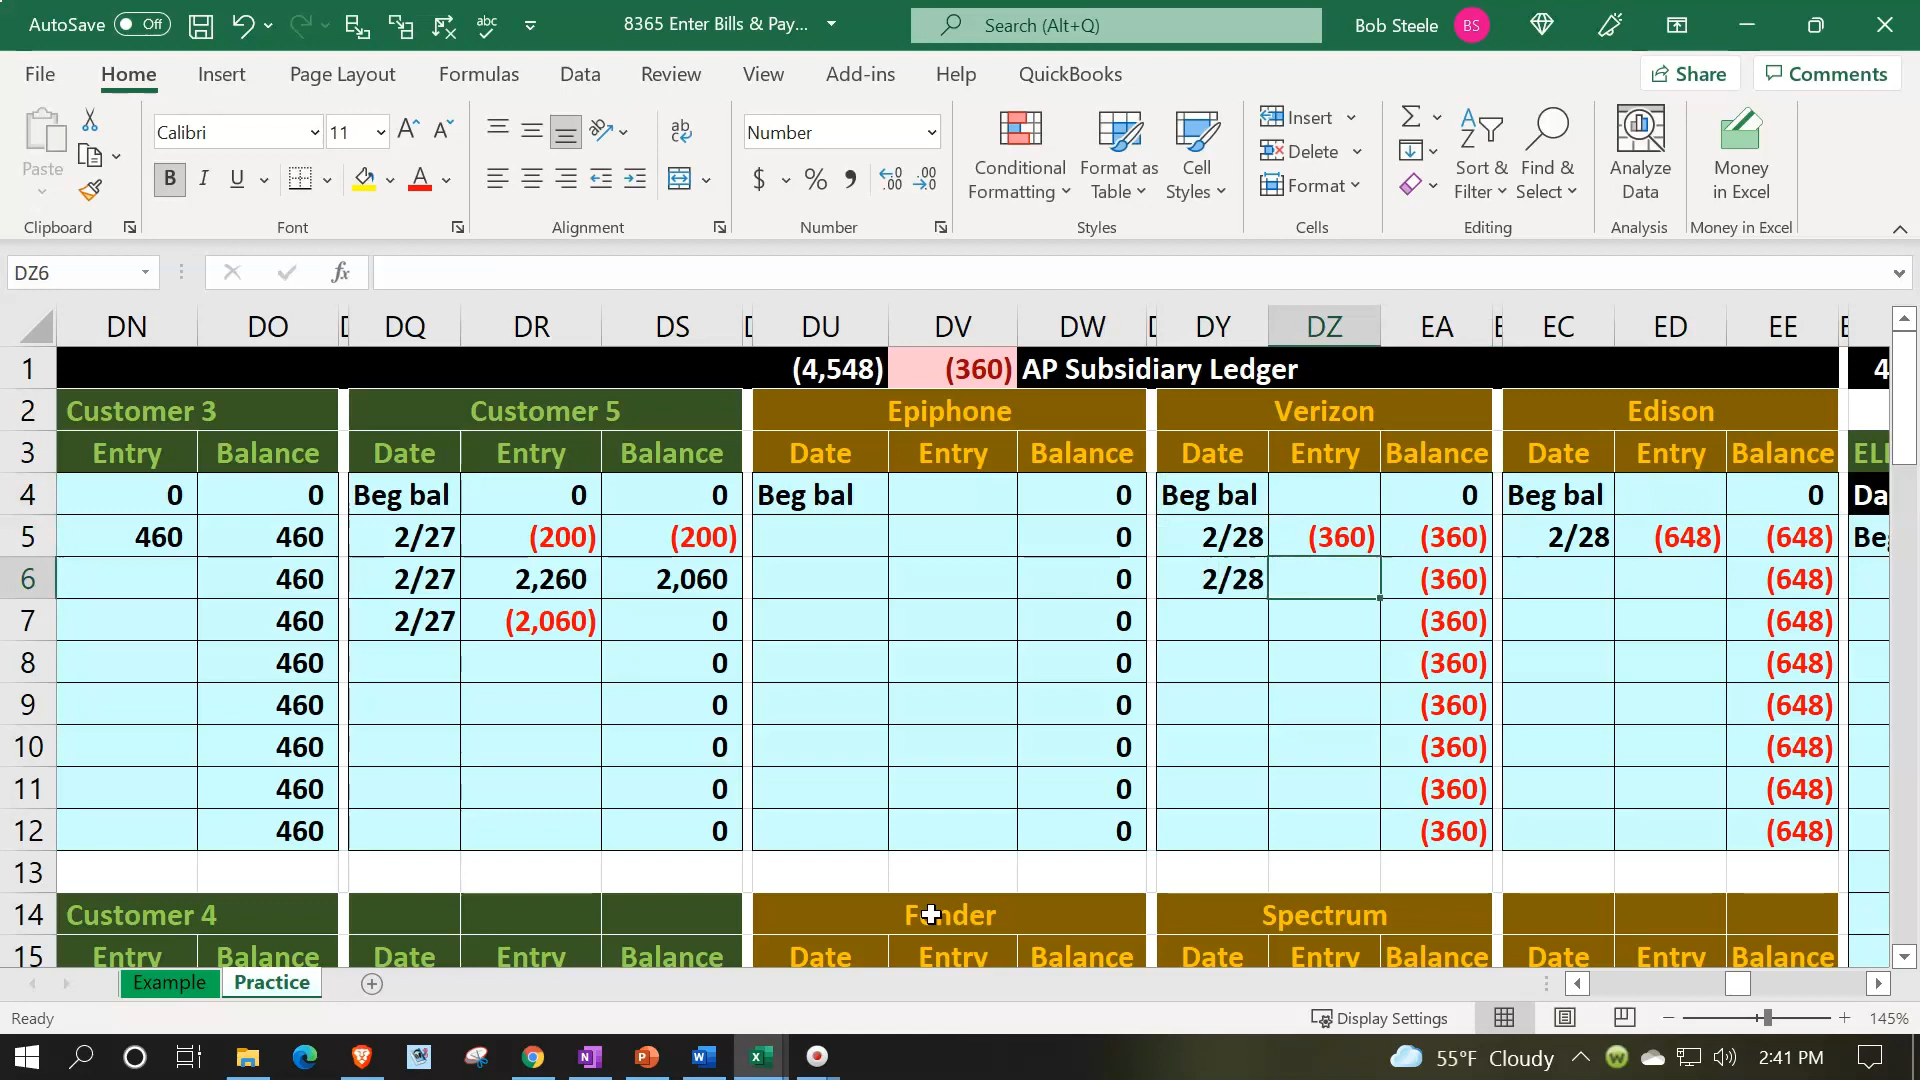 AutoSave Off
8365 Enter Bills & Pay...
Search (Alt+Q)
Bob Steele BS
File Home Insert Page Layout Formulas Data Review View Add-ins Help QuickBooks Share Comments
Paste
Clipboard
Calibri 11
B I U
Font
Alignment
Number
$ % ,
Number
Conditional Formatting
Format as Table
Cell Styles
Styles
Insert
Delete
Format
Cells
Sort & Filter
Find & Select
Editing
Analyze Data
Analysis
Money in Excel
Money in Excel
DZ6 fx
DN DO DQ DR DS DU DV DW DY DZ EA EC ED EE
1 (4,548) (360) AP Subsidiary Ledger 4
2 Customer 3 Customer 5 Epiphone Verizon Edison
3 Entry Balance Date Entry Balance Date Entry Balance Date Entry Balance Date Entry Balance
4 0 0 Beg bal 0 0 Beg bal 0 Beg bal 0 Beg bal 0 Da
5 460 460 2/27 (200) (200) 0 2/28 (360) (360) 2/28 (648) (648)
6 460 2/27 2,260 2,060 0 2/28 (360) (648)
7 460 2/27 (2,060) 0 0 (360) (648)
8 460 0 0 (360) (648)
9 460 0 0 (360) (648)
10 460 0 0 (360) (648)
11 460 0 0 (360) (648)
12 460 0 0 (360) (648)
13
14 Customer 4 Fender Spectrum
15 Entry Balance Date Entry Balance Date Entry Balance Date Entry Balance Date Entry Balance
Example Practice
Ready Display Settings 145%
55°F Cloudy 2:41 PM